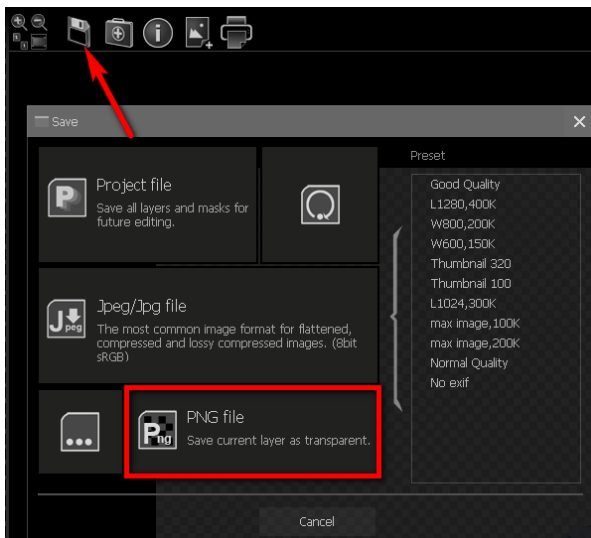 Save
Preset
Project file
Save all layers and masks for
future editing.
P
Jpeg/Jpg file
The most common image format for flattened,
compressed and lossy compressed images. (8bit
sRGB)
J
Peg
PNG file
Save current layer as transparent.
P
ng
Good Quality
L1280,400K
W800,200K
W600,150K
Thumbnail 320
Thumbnail 100
L1024,300K
max image,100K
max image,200K
Normal Quality
No exif
Cancel